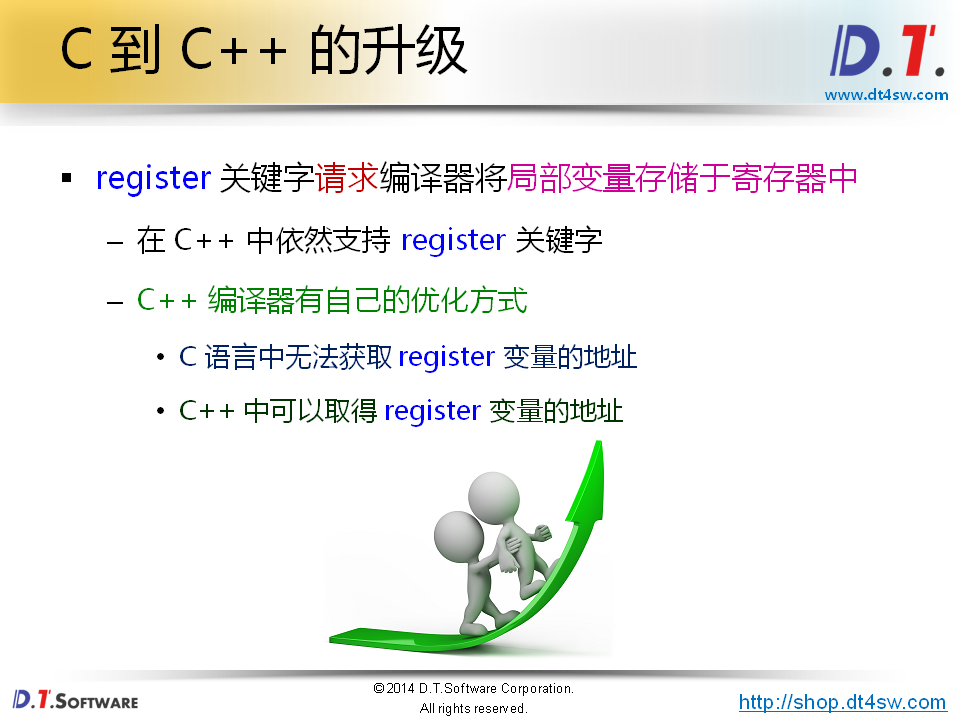 C 到 C++ 的升级
D.T.
www.dt4sw.com
▪ register 关键字请求编译器将局部变量存储于寄存器中
– 在 C++ 中依然支持 register 关键字
– C++ 编译器有自己的优化方式
• C 语言中无法获取 register 变量的地址
• C++ 中可以取得 register 变量的地址
D.T.SOFTWARE
©2014 D.T.Software Corporation.
All rights reserved.
http://shop.dt4sw.com